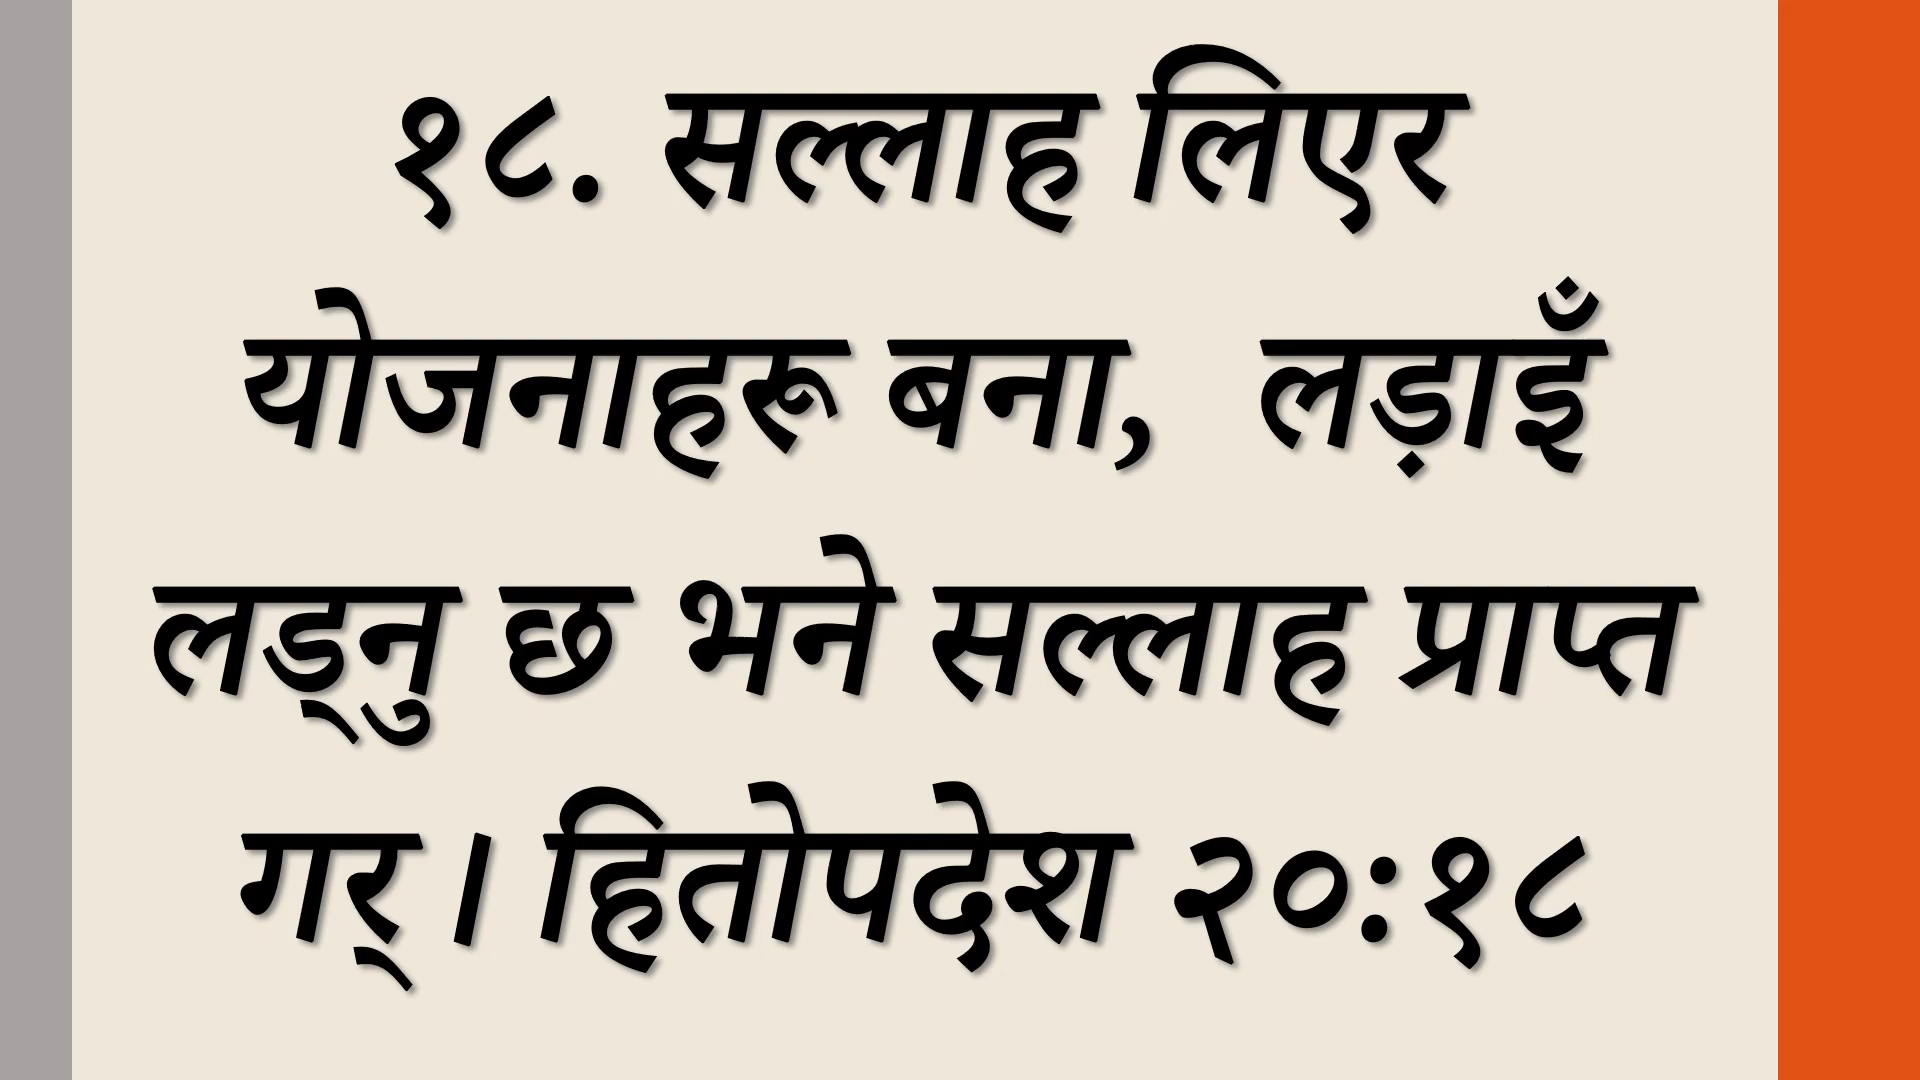 १८. सल्लाह लिएर
योजनाहरू बना,  लड़ाइँ
लड्नु छ भने सल्लाह प्राप्त
गर् । हितोपदेश २०:१८